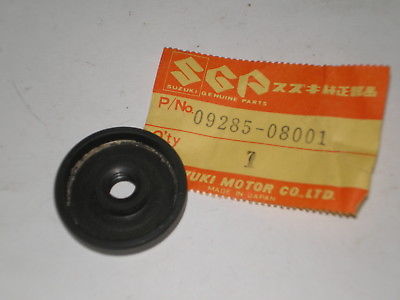 SGP スズキ純正部品
SUZUKI GENUINE PARTS
P/No. 09285-08001
Q'ty 1
SUZUKI MOTOR CO.,LTD.
MADE IN JAPAN